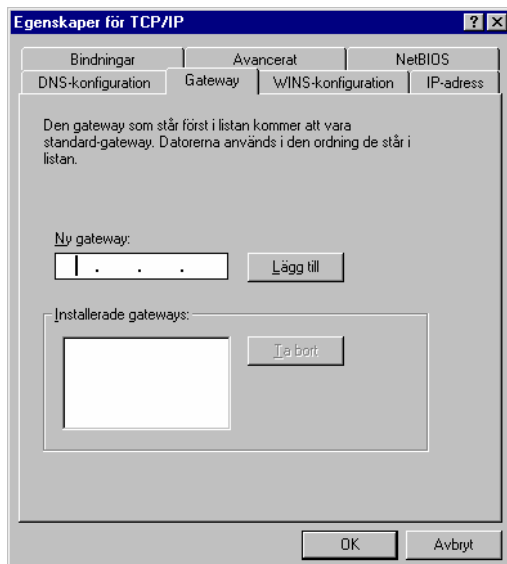 Egenskaper för TCP/IP
Bindningar Avancerat NetBIOS
DNS-konfiguration Gateway WINS-konfiguration IP-adress
Den gateway som står först i listan kommer att vara
standard-gateway. Datorerna används i den ordning de står i
listan.
Ny gateway:
. . .
Lägg till
Installerade gateways:
Ta bort
OK Avbryt